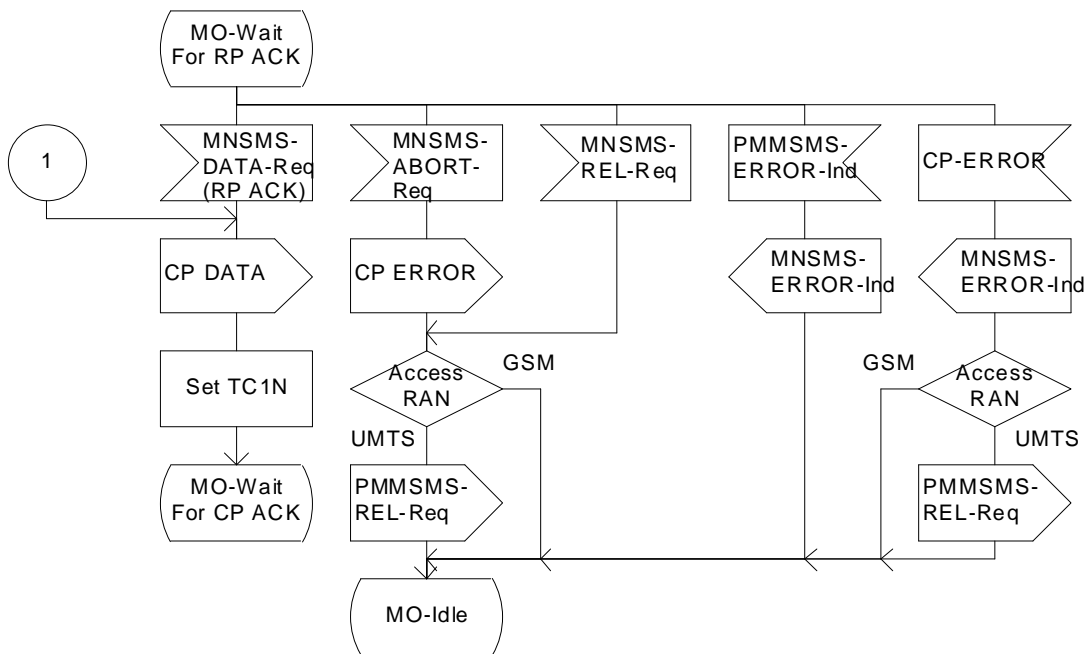 MO-Wait
For RP ACK
1
MNSMS-
DATA-Req
(RP ACK)
MNSMS-
ABORT-
Req
MNSMS-
REL-Req
PMMSMS-
ERROR-Ind
CP-ERROR
CP DATA
CP ERROR
MNSMS-
ERROR-Ind
MNSMS-
ERROR-Ind
Set TC1N
Access
RAN
GSM
UMTS
GSM
Access
RAN
UMTS
MO-Wait
For CP ACK
PMMSMS-
REL-Req
PMMSMS-
REL-Req
MO-Idle